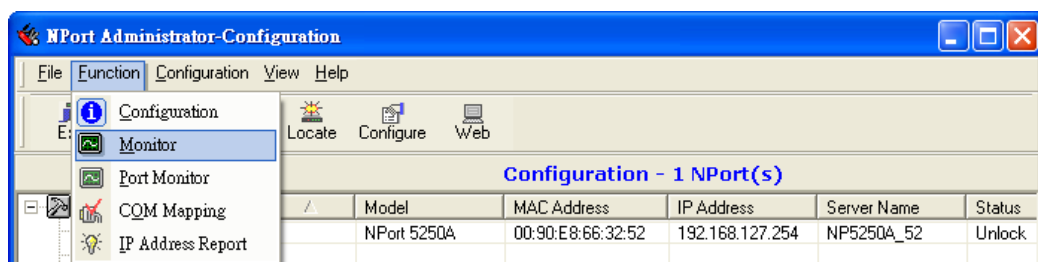 NPort Administrator-Configuration
File Function Configuration View Help
Configuration
Monitor
Port Monitor
COM Mapping
IP Address Report
Locate Configure Web
Configuration - 1 NPort(s)
Model MAC Address IP Address Server Name Status
NPort 5250A 00:90:E8:66:32:52 192.168.127.254 NP5250A_52 Unlock